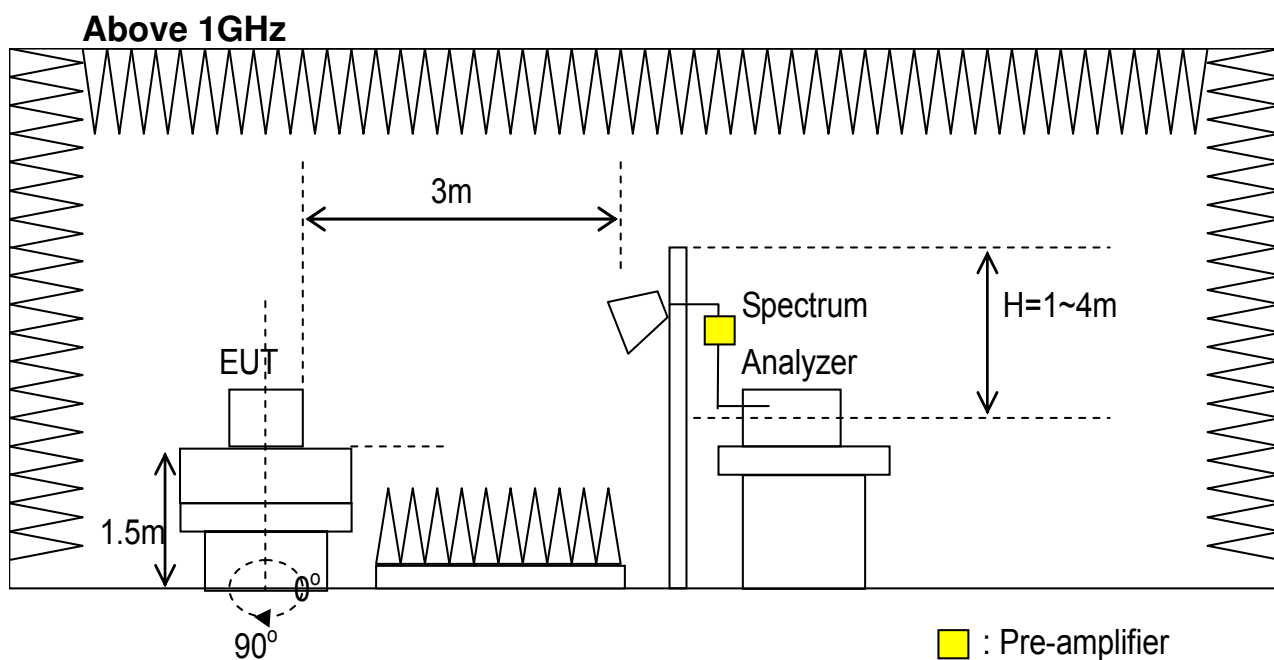 Above 1GHz
3m
Spectrum
H=1~4m
EUT
Analyzer
1.5m
0°
90°
: Pre-amplifier